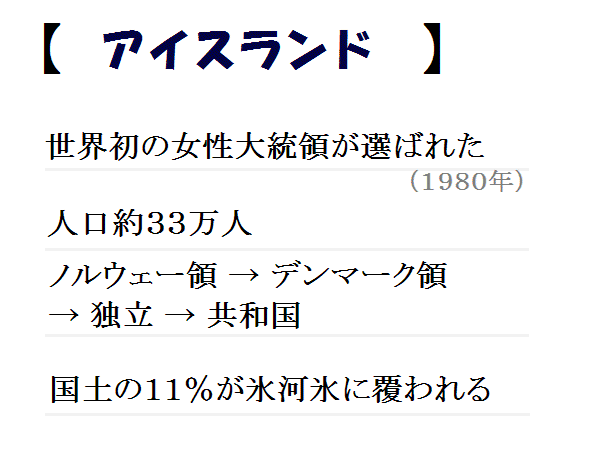 【 アイスランド 】
世界初の女性大統領が選ばれた
(1980年)
人口約33万人
ノルウェー領 → デンマーク領
→ 独立 → 共和国
国土の11%が氷河氷に覆われる